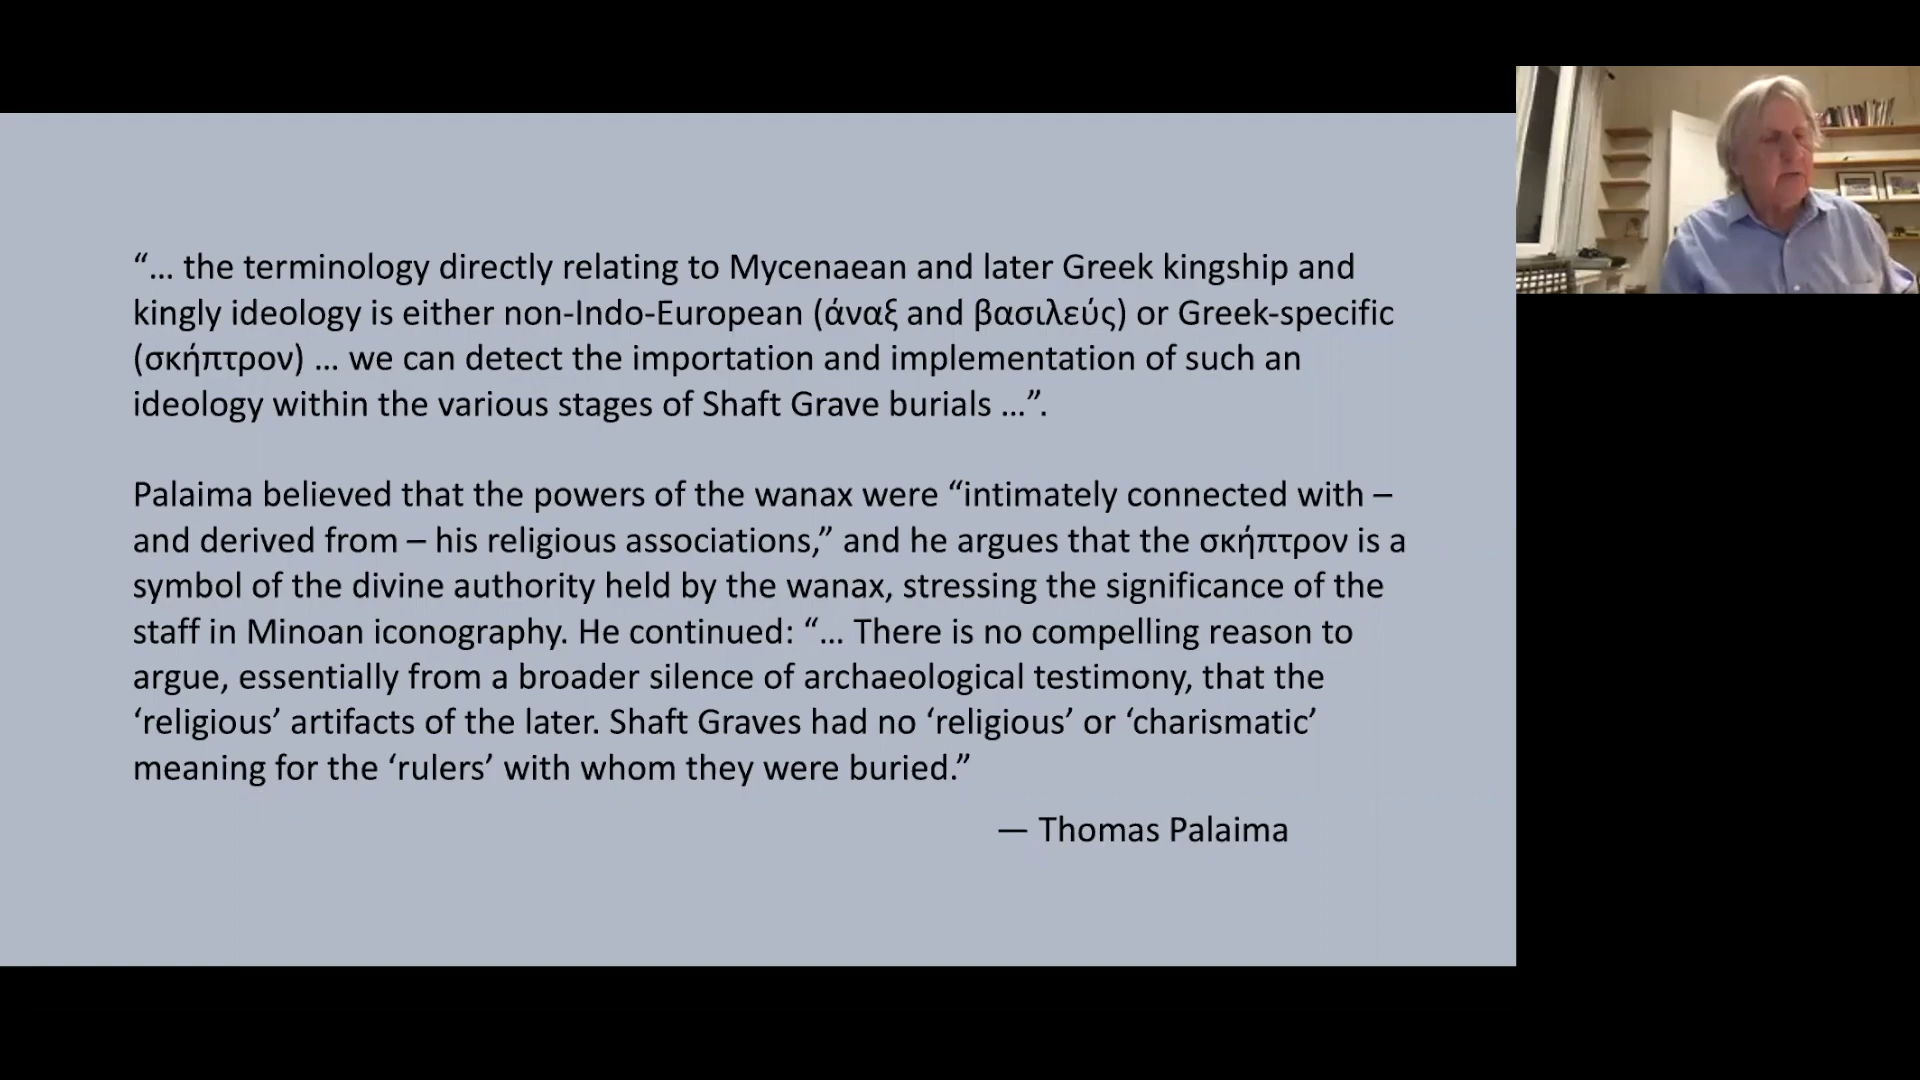 “... the terminology directly relating to Mycenaean and later Greek kingship and
kingly ideology is either non-Indo-European (άναξ and βασιλεύς) or Greek-specific
(σκήπτρον) ... we can detect the importation and implementation of such an
ideology within the various stages of Shaft Grave burials ...”.
Palaima believed that the powers of the wanax were “intimately connected with –
and derived from – his religious associations,” and he argues that the σκήπτρον is a
symbol of the divine authority held by the wanax, stressing the significance of the
staff in Minoan iconography. He continued: “... There is no compelling reason to
argue, essentially from a broader silence of archaeological testimony, that the
‘religious’ artifacts of the later. Shaft Graves had no ‘religious’ or ‘charismatic’
meaning for the ‘rulers’ with whom they were buried.”
— Thomas Palaima